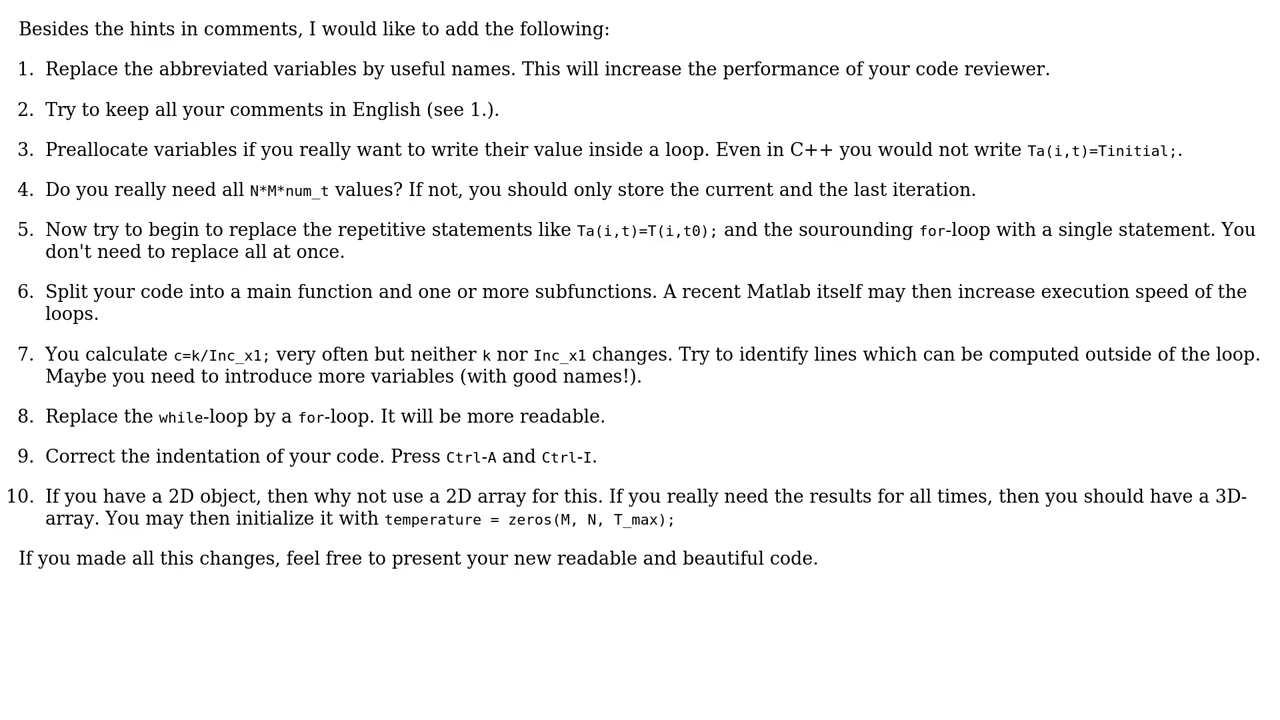 Besides the hints in comments, I would like to add the following:
1. Replace the abbreviated variables by useful names. This will increase the performance of your code reviewer.
2. Try to keep all your comments in English (see 1.).
3. Preallocate variables if you really want to write their value inside a loop. Even in C++ you would not write Ta(i,t)=Tinitial;.
4. Do you really need all N*M*num_t values? If not, you should only store the current and the last iteration.
5. Now try to begin to replace the repetitive statements like Ta(i,t)=T(i,t0); and the sourounding for-loop with a single statement. You
don't need to replace all at once.
6. Split your code into a main function and one or more subfunctions. A recent Matlab itself may then increase execution speed of the
loops.
7. You calculate c=k/Inc_x1; very often but neither k nor Inc_x1 changes. Try to identify lines which can be computed outside of the loop.
Maybe you need to introduce more variables (with good names!).
8. Replace the while-loop by a for-loop. It will be more readable.
9. Correct the indentation of your code. Press Ctrl-A and Ctrl-I.
10. If you have a 2D object, then why not use a 2D array for this. If you really need the results for all times, then you should have a 3D-
array. You may then initialize it with temperature = zeros(M, N, T_max);
If you made all this changes, feel free to present your new readable and beautiful code.